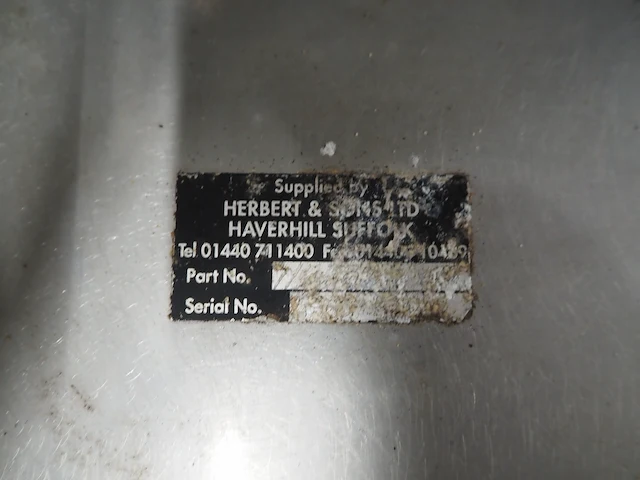 Supplied by
HERBERT & SONS LTD
HAVERHILL SUFFOLK
Tel 01440 711400
Part No.
Serial No.